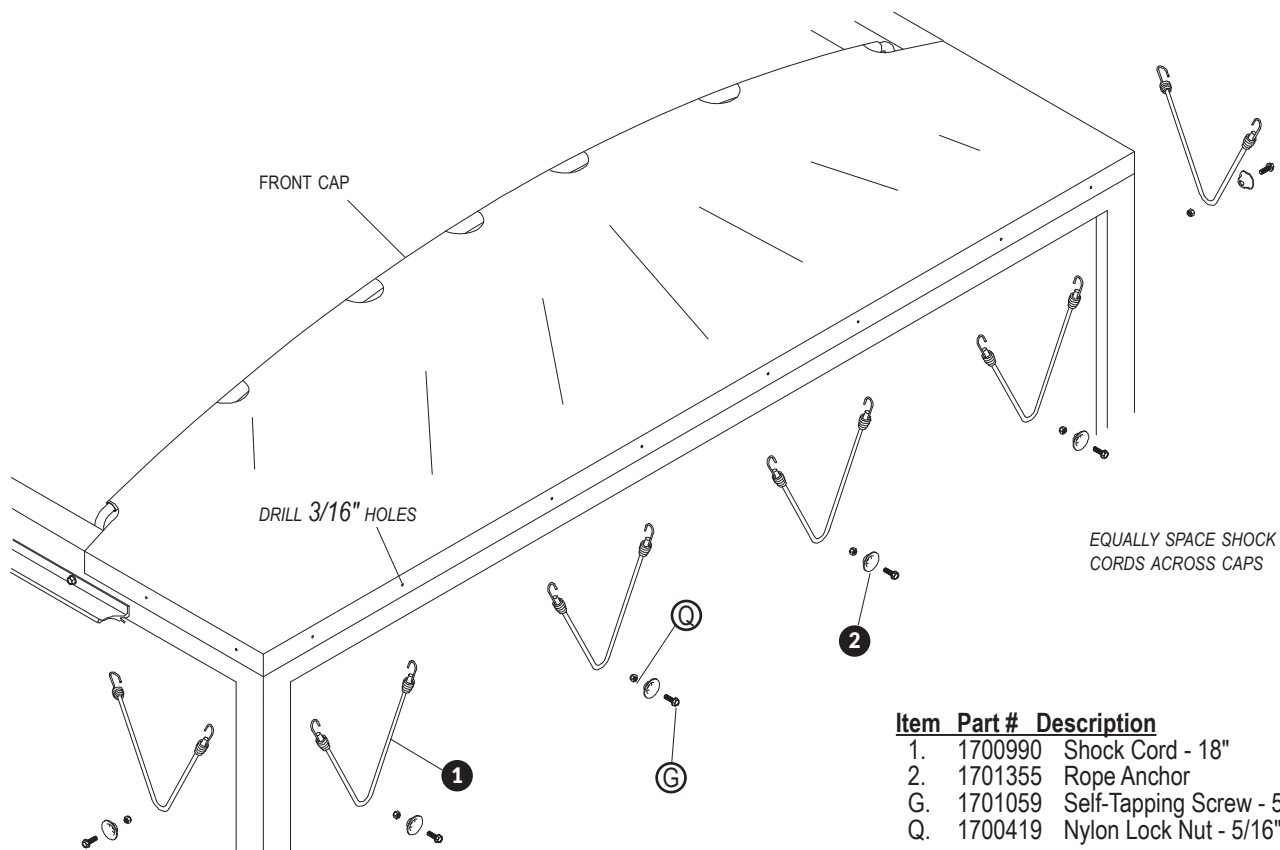 FRONT CAP
DRILL 3/16" HOLES
EQUALLY SPACE SHOCK
CORDS ACROSS CAPS
Q
2
1
G
Item Part # Description
1. 1700990 Shock Cord - 18"
2. 1701355 Rope Anchor
G. 1701059 Self-Tapping Screw - 5
Q. 1700419 Nylon Lock Nut - 5/16"